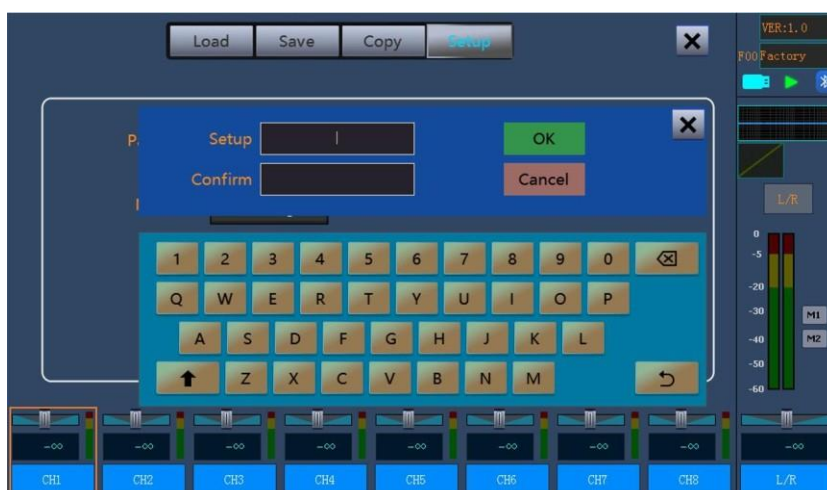 Load Save Copy Setup
VER:1.0
F00 Factory
P
Setup
OK
Confirm
Cancel
L/R
0
-5
-20
-30
-40
-50
-60
M1
M2
1 2 3 4 5 6 7 8 9 0
Q W E R T Y U I O P
A S D F G H J K L
Z X C V B N M
-∞ -∞ -∞ -∞ -∞ -∞ -∞ -∞ -∞
CH1 CH2 CH3 CH4 CH5 CH6 CH7 CH8 L/R